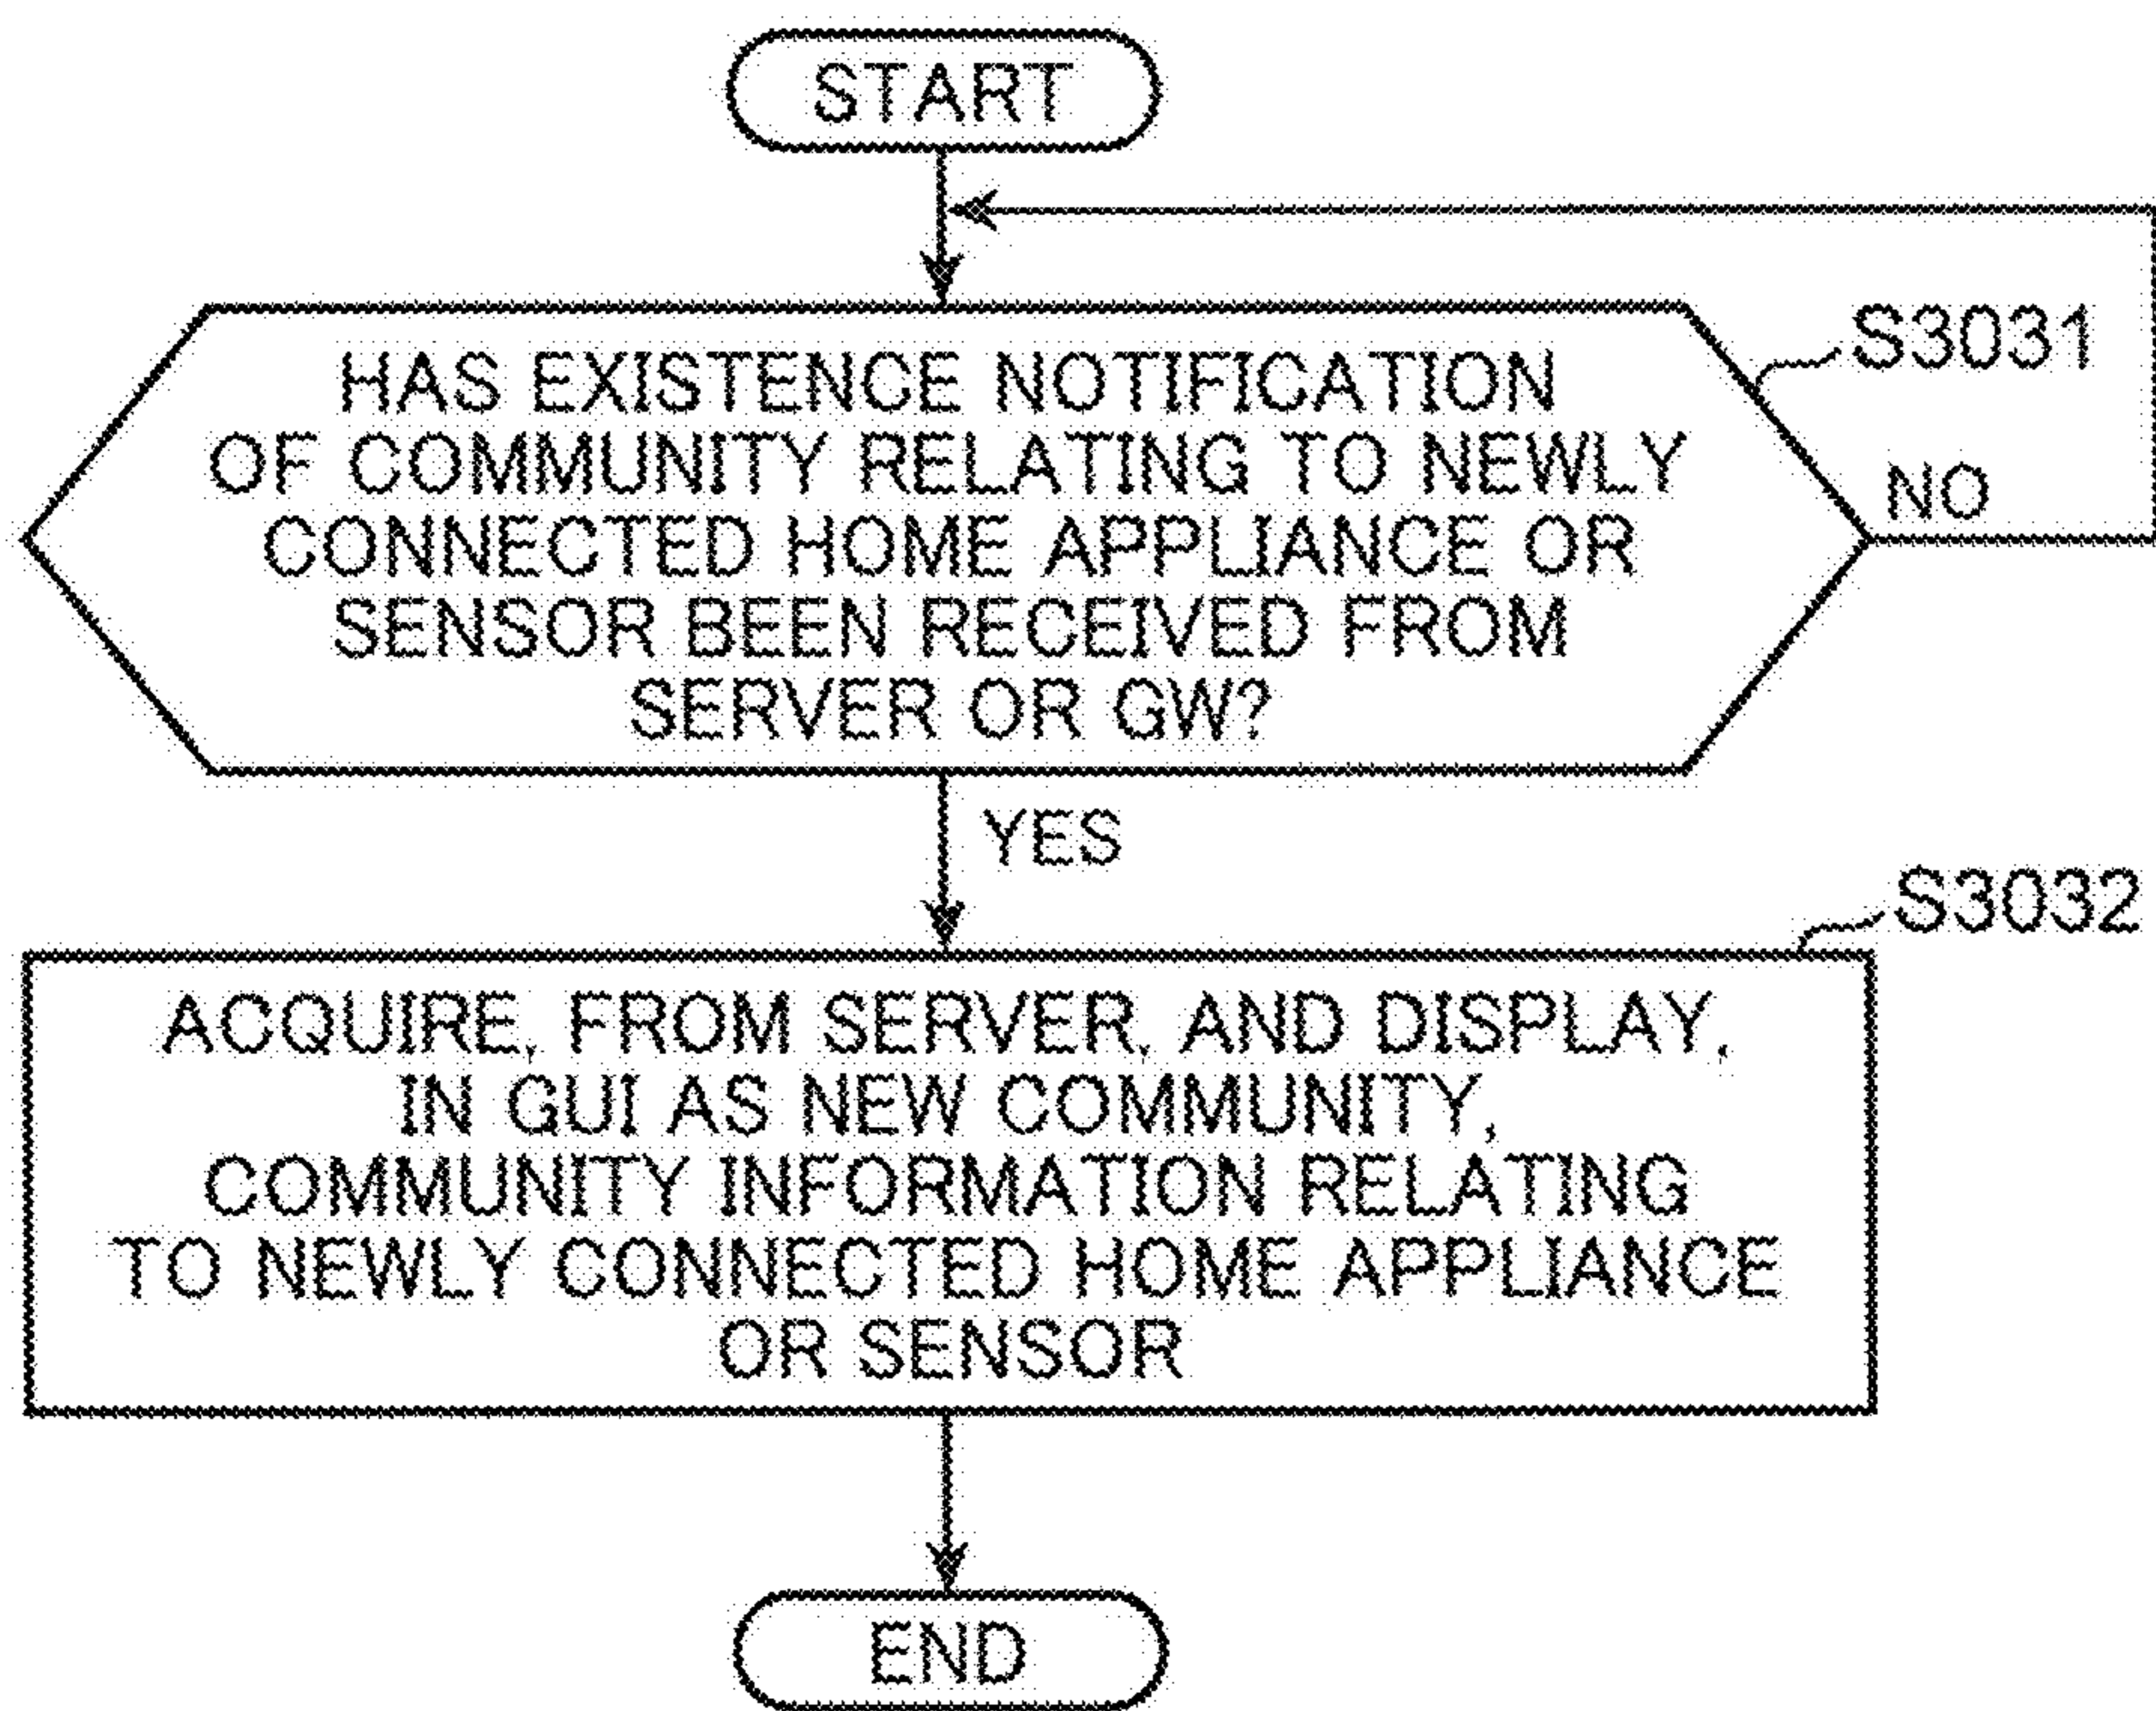 START
HAS EXISTENCE NOTIFICATION
OF COMMUNITY RELATING TO NEWLY
CONNECTED HOME APPLIANCE OR
SENSOR BEEN RECEIVED FROM
SERVER OR GW?
S3031
NO
YES
S3032
ACQUIRE, FROM SERVER, AND DISPLAY,
IN GUI AS NEW COMMUNITY,
COMMUNITY INFORMATION RELATING
TO NEWLY CONNECTED HOME APPLIANCE
OR SENSOR
END